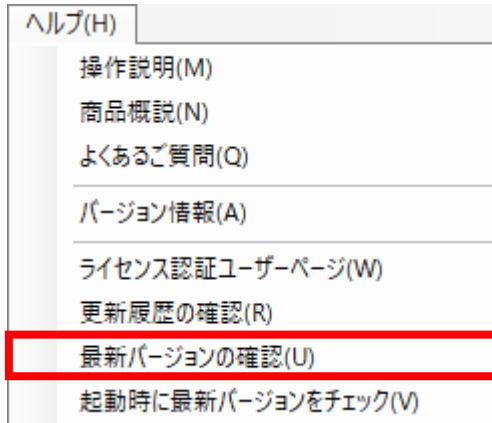 ヘルプ(H)
操作説明(M)
商品概説(N)
よくあるご質問(Q)
バージョン情報(A)
ライセンス認証ユーザーページ(W)
更新履歴の確認(R)
最新バージョンの確認(U)
起動時に最新バージョンをチェック(V)